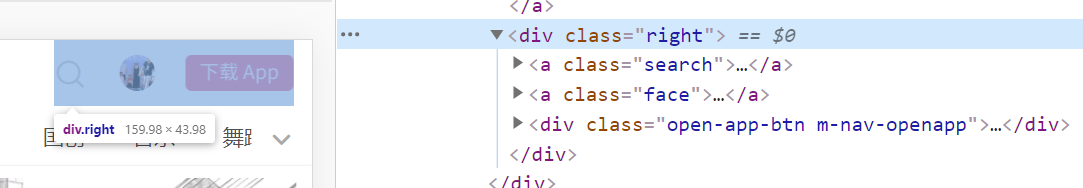 </a>
··· ▼<div class="right"> == $0
▶<a class="search">…</a>
▶<a class="face">…</a>
▶<div class="open-app-btn m-nav-openapp">…</div>
</div>
</div>
下载 App
div.right 159.98 × 43.98
舞蹈